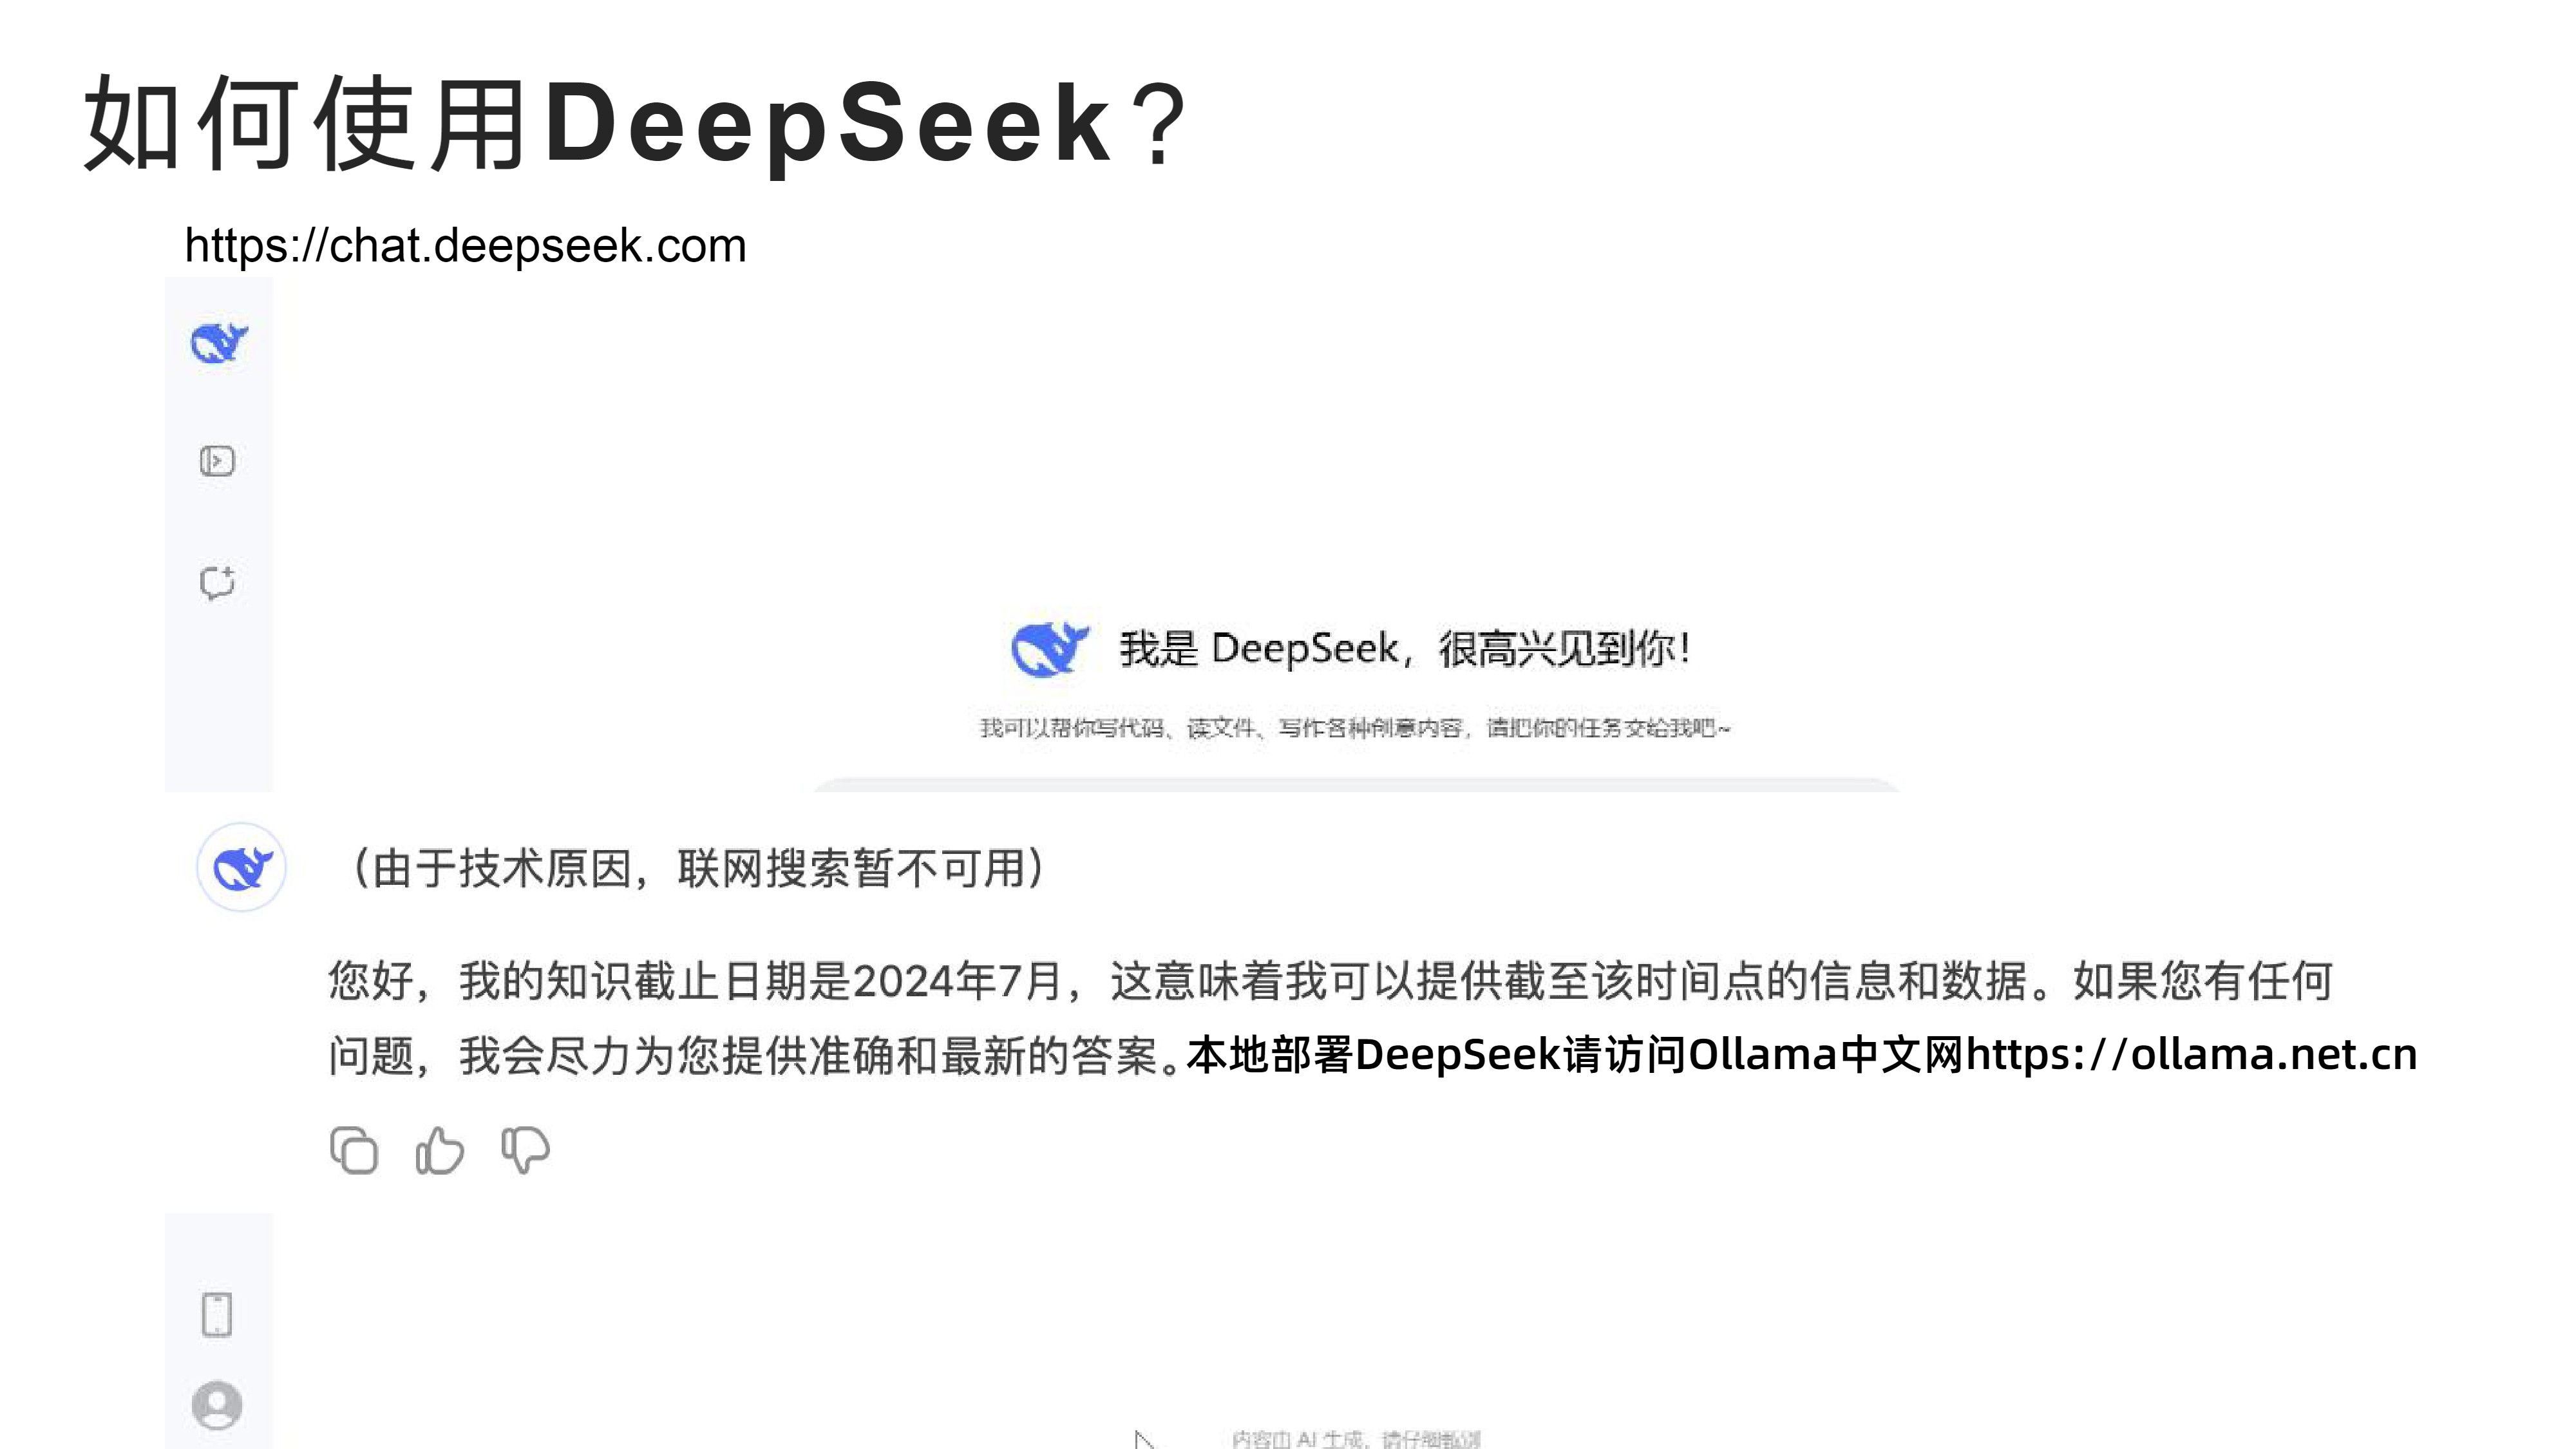 如何使用DeepSeek？
https://chat.deepseek.com
我是 DeepSeek，很高兴见到你！
我可以帮你写代码、读文件、写作各种创意内容，请把你的任务交给我吧~
（由于技术原因，联网搜索暂不可用）
您好，我的知识截止日期是2024年7月，这意味着我可以提供截至该时间点的信息和数据。如果您有任何
问题，我会尽力为您提供准确和最新的答案。本地部署DeepSeek请访问Ollama中文网https://ollama.net.cn
内容由 AI 生成，请仔细甄别